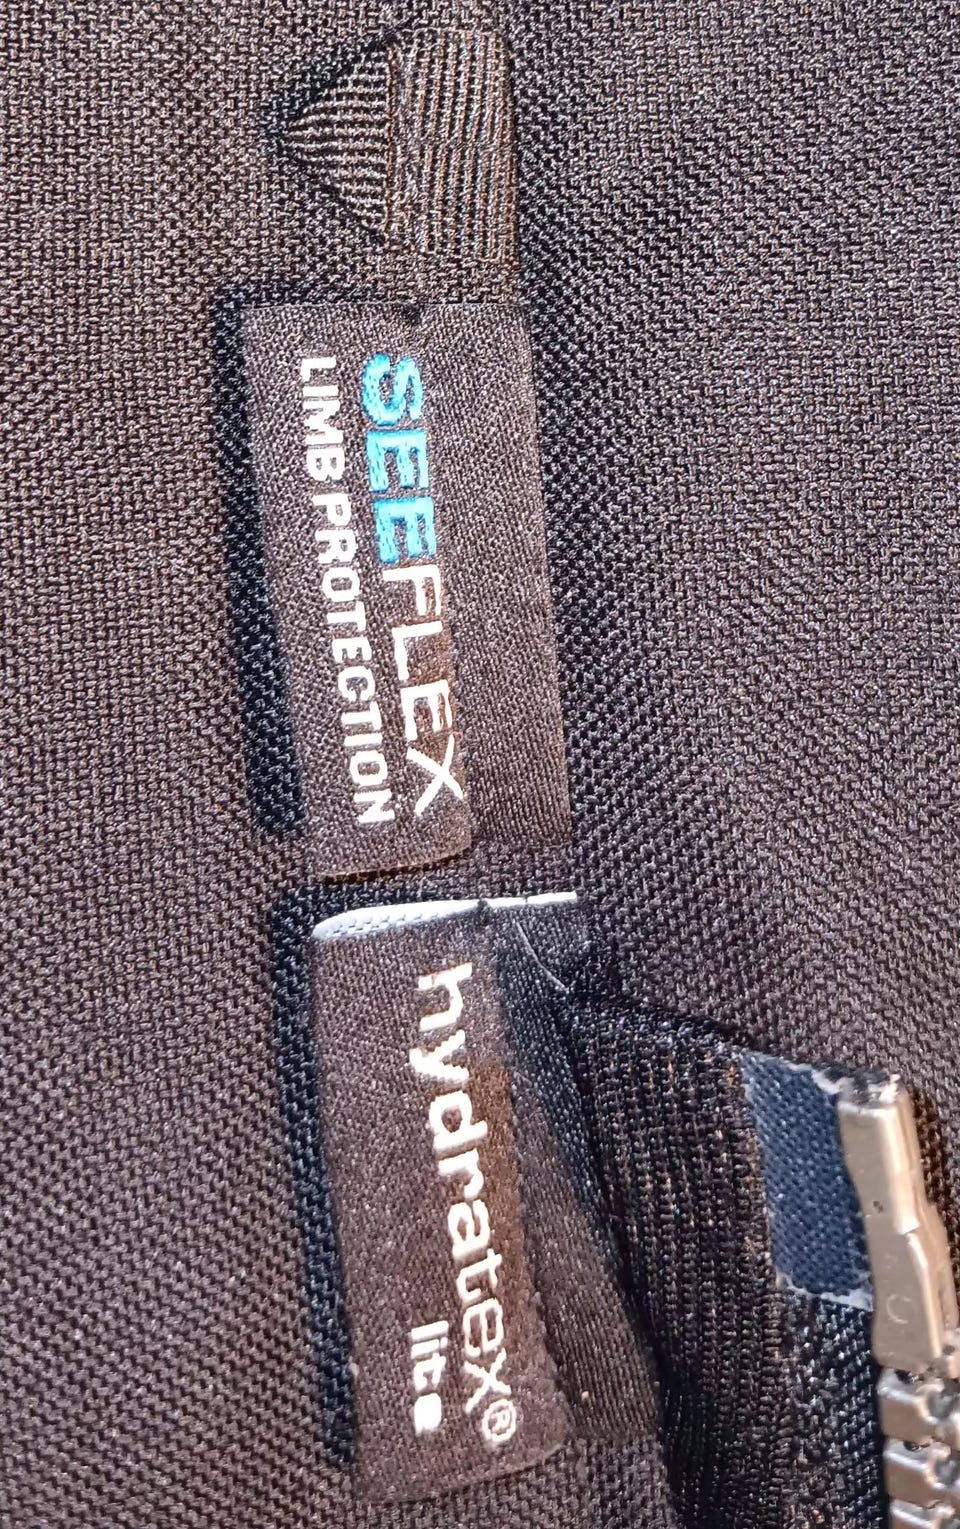 SEEFLEX
LIMB PROTECTION
hydratex®
lite